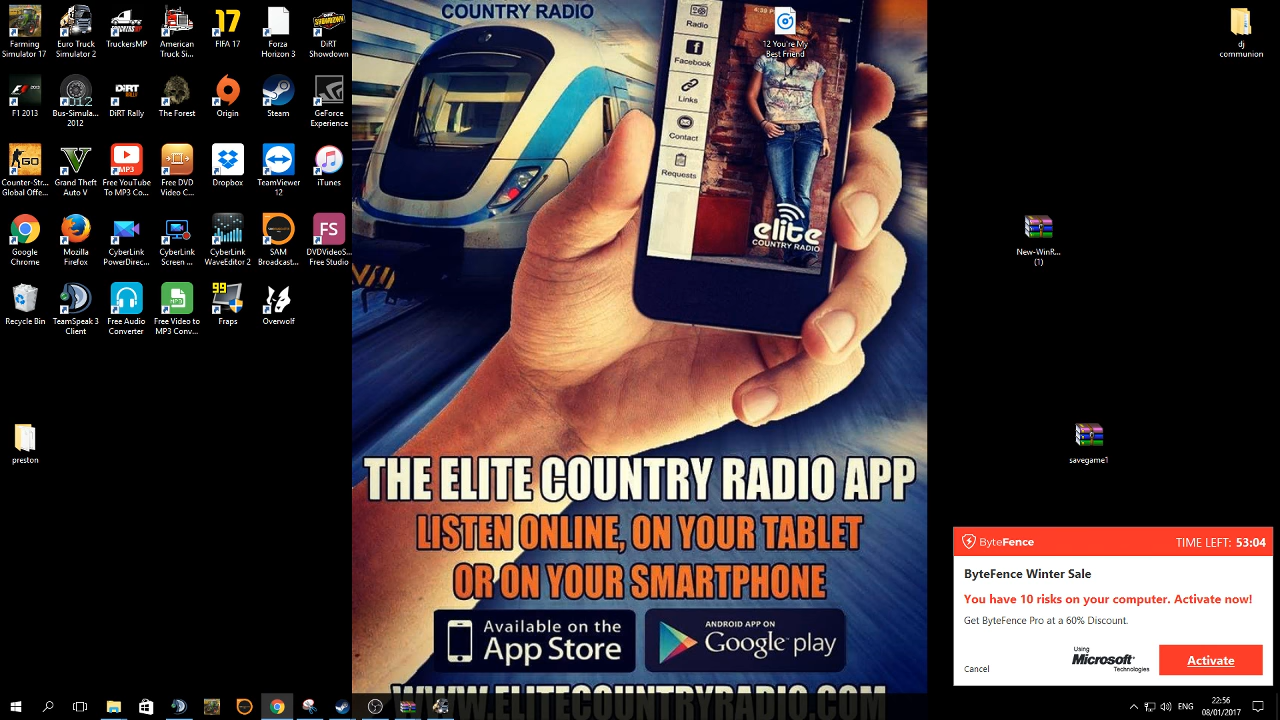 Farming Simulator 17
Euro Truck Simulator 2
TruckersMP
American Truck Si...
17
FIFA 17
Forza Horizon 3
DiRT Showdown
F1 2013
Bus-Simula... 2012
DiRT Rally
The Forest
Origin
Steam
GeForce Experience
GO
Counter-Str... Global Offe...
Grand Theft Auto V
MP3
Free YouTube To MP3 Co...
Free DVD Video C...
Dropbox
TeamViewer 12
iTunes
Google Chrome
Mozilla Firefox
CyberLink PowerDirec...
CyberLink Screen ...
CyberLink WaveEditor 2
SAM Broadcast...
FS
DVDVideoS... Free Studio
Recycle Bin
TeamSpeak 3 Client
Free Audio Converter
MP3
Free Video to MP3 Conv...
99
Fraps
Overwolf
preston
COUNTRY RADIO
Radio
Facebook
Links
Contact
Requests
elite
COUNTRY RADIO
12 You're My Best Friend
dj communion
New-WinR... (1)
savegame1
THE ELITE COUNTRY RADIO APP
LISTEN ONLINE, ON YOUR TABLET
OR ON YOUR SMARTPHONE
Available on the
App Store
ANDROID APP ON
Google play
WWW.ELITECOUNTRYRADIO.COM
ByteFence
TIME LEFT: 53:04
ByteFence Winter Sale
You have 10 risks on your computer. Activate now!
Get ByteFence Pro at a 60% Discount.
Cancel
Using
Microsoft
Technologies
Activate
ENG
22:56
08/01/2017